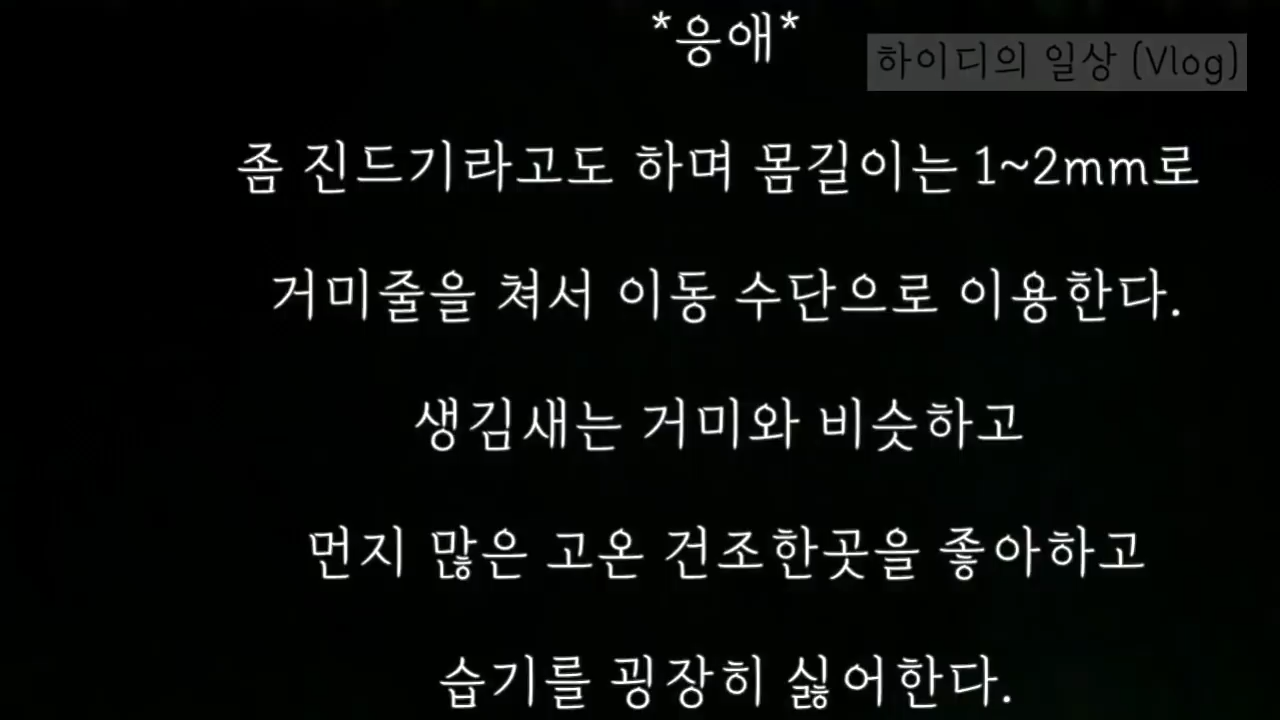 *응애*
하이디의 일상 (Vlog)
좀 진드기라고도 하며 몸길이는 1~2mm로
거미줄을 쳐서 이동 수단으로 이용한다.
생김새는 거미와 비슷하고
먼지 많은 고온 건조한곳을 좋아하고
습기를 굉장히 싫어한다.